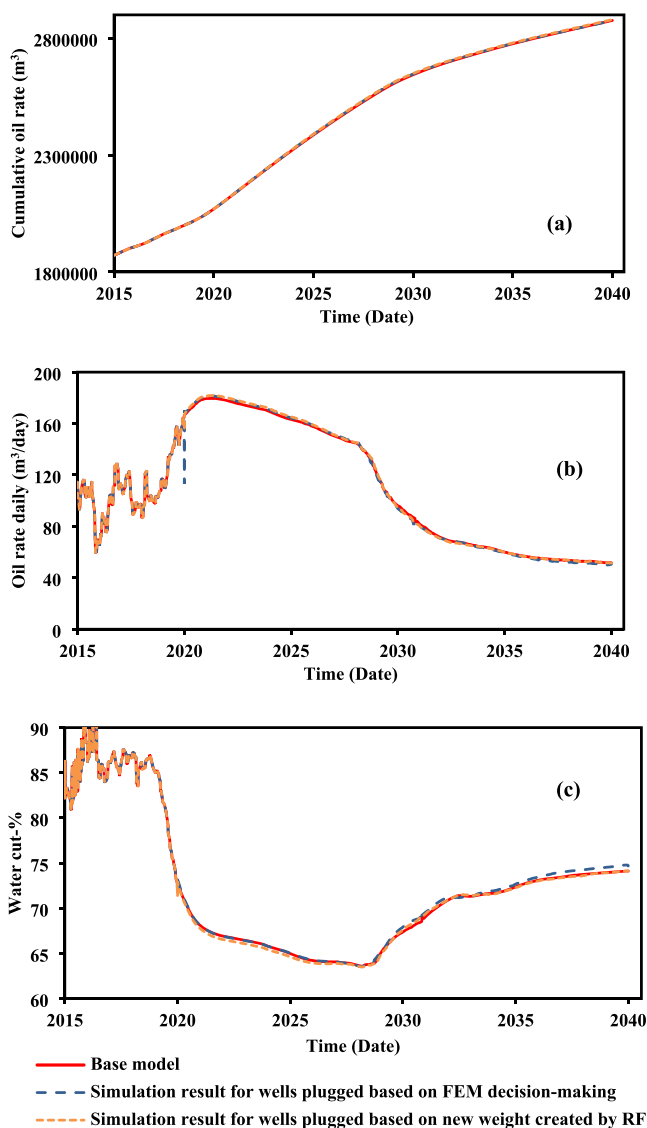 2800000
2300000
1800000
Cumulative oil rate (m³)
(a)
2015 2020 2025 2030 2035 2040
Time (Date)
200
160
120
80
40
0
Oil rate daily (m³/day)
(b)
2015 2020 2025 2030 2035 2040
Time (Date)
90
85
80
75
70
65
60
Water cut-%
(c)
2015 2020 2025 2030 2035 2040
Time (Date)
Base model
Simulation result for wells plugged based on FEM decision-making
Simulation result for wells plugged based on new weight created by RF